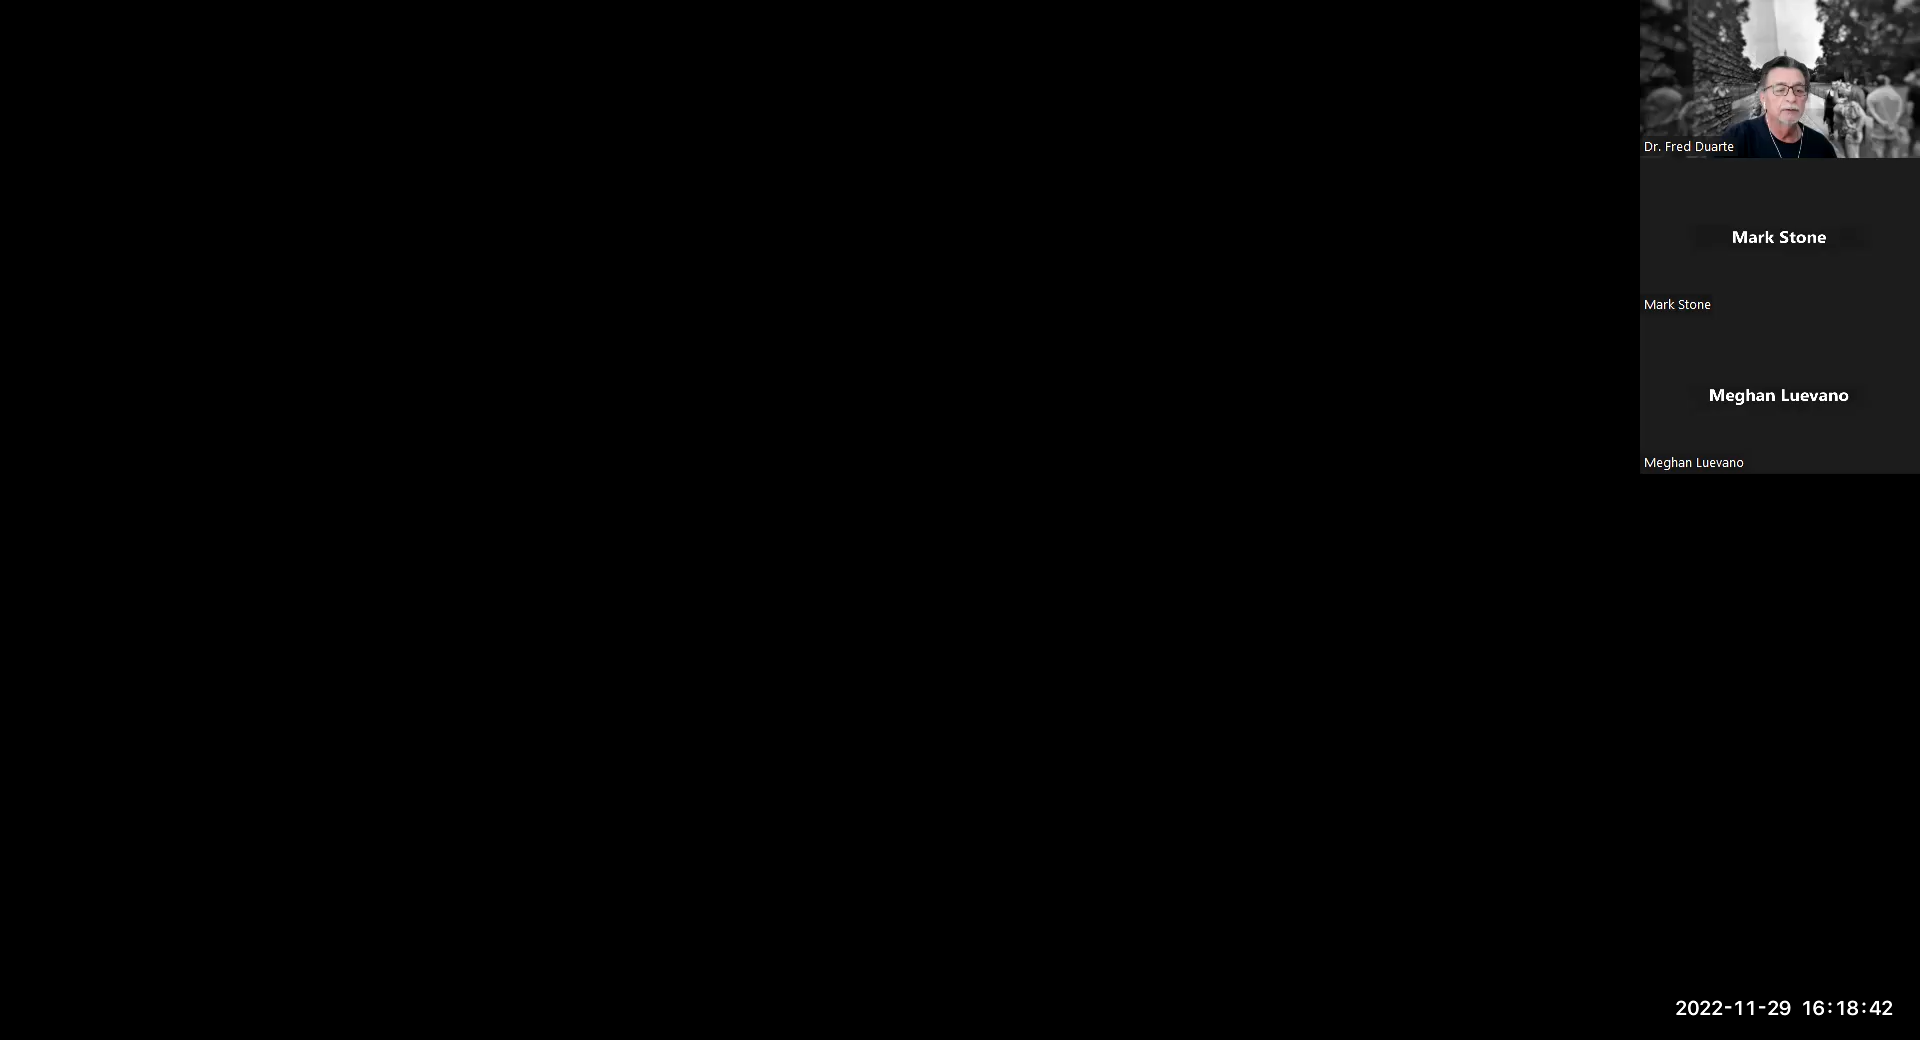 Dr. Fred Duarte
Mark Stone
Mark Stone
Meghan Luevano
Meghan Luevano
2022-11-29 16:18:42